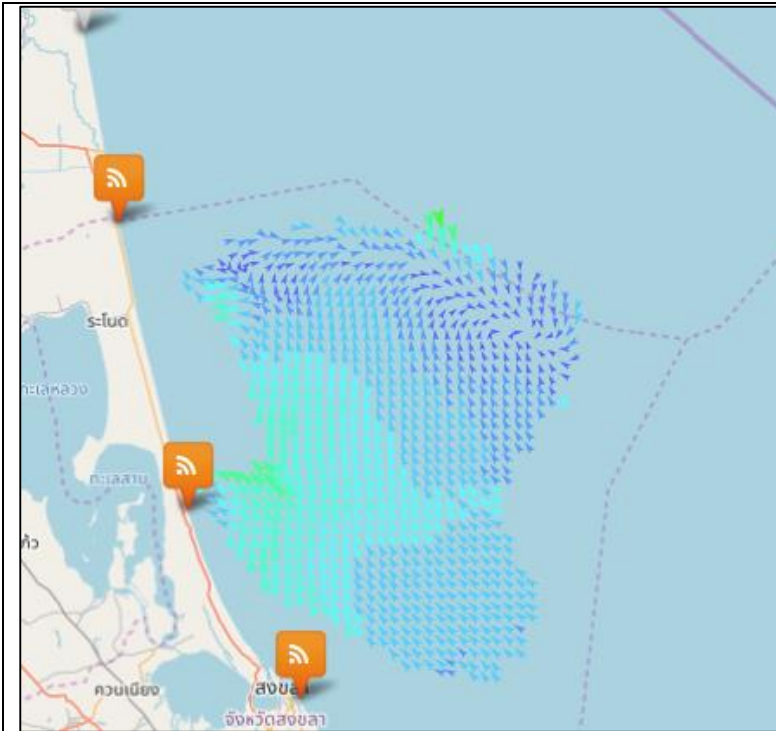 ระโนด
ทะเลหลวง
ทะเลสาบ
ควนเนียง
สงขลา
จังหวัดสงขลา